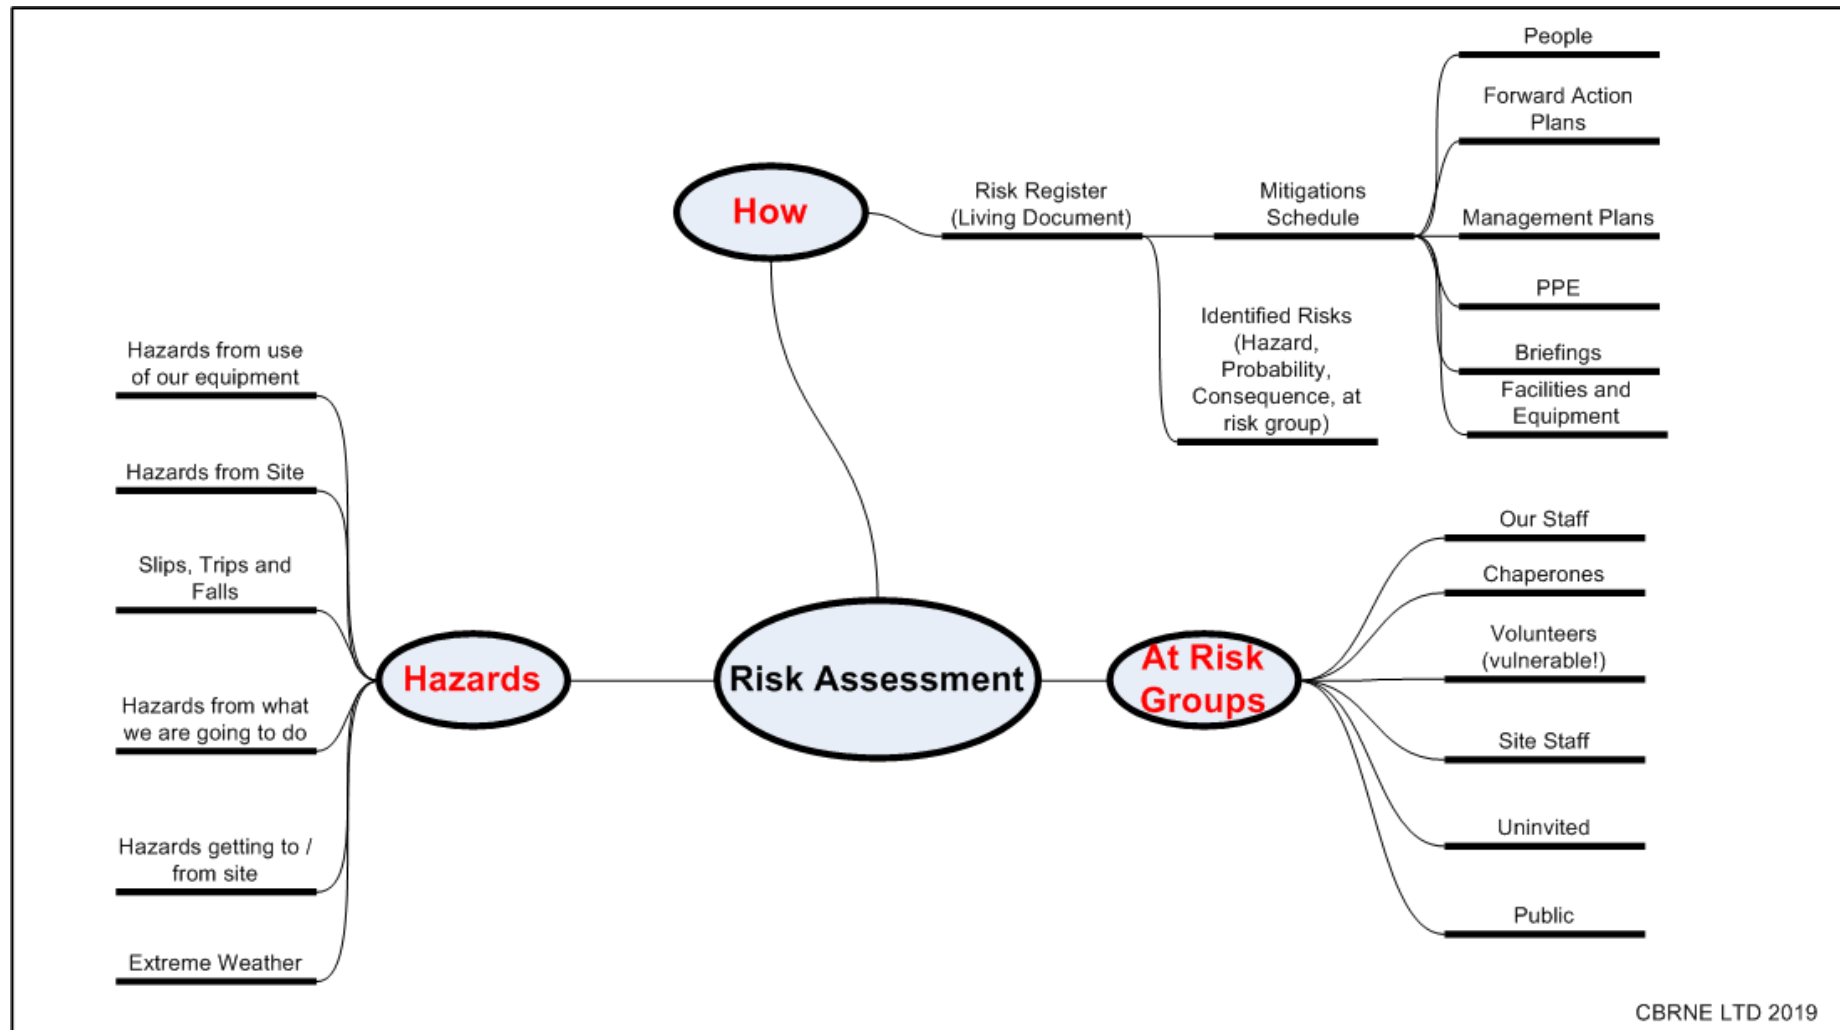 People
Forward Action
Plans
How
Risk Register
(Living Document)
Mitigations
Schedule
Management Plans
PPE
Identified Risks
(Hazard,
Probability,
Consequence, at
risk group)
Briefings
Facilities and
Equipment
Hazards from use
of our equipment
Hazards from Site
Slips, Trips and
Falls
Hazards
Hazards from what
we are going to do
Hazards getting to /
from site
Extreme Weather
Risk Assessment
At Risk
Groups
Our Staff
Chaperones
Volunteers
(vulnerable!)
Site Staff
Uninvited
Public
CBRNE LTD 2019